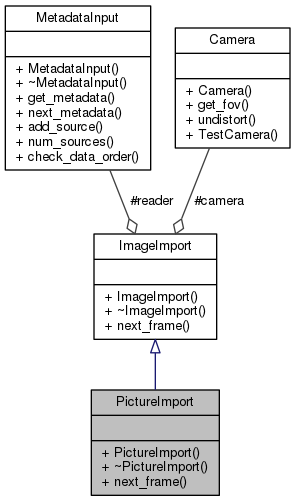 MetadataInput
+ MetadataInput()
+ ~MetadataInput()
+ get_metadata()
+ next_metadata()
+ add_source()
+ num_sources()
+ check_data_order()
Camera
+ Camera()
+ get_fov()
+ undistort()
+ TestCamera()
#reader
#camera
ImageImport
+ ImageImport()
+ ~ImageImport()
+ next_frame()
PictureImport
+ PictureImport()
+ ~PictureImport()
+ next_frame()